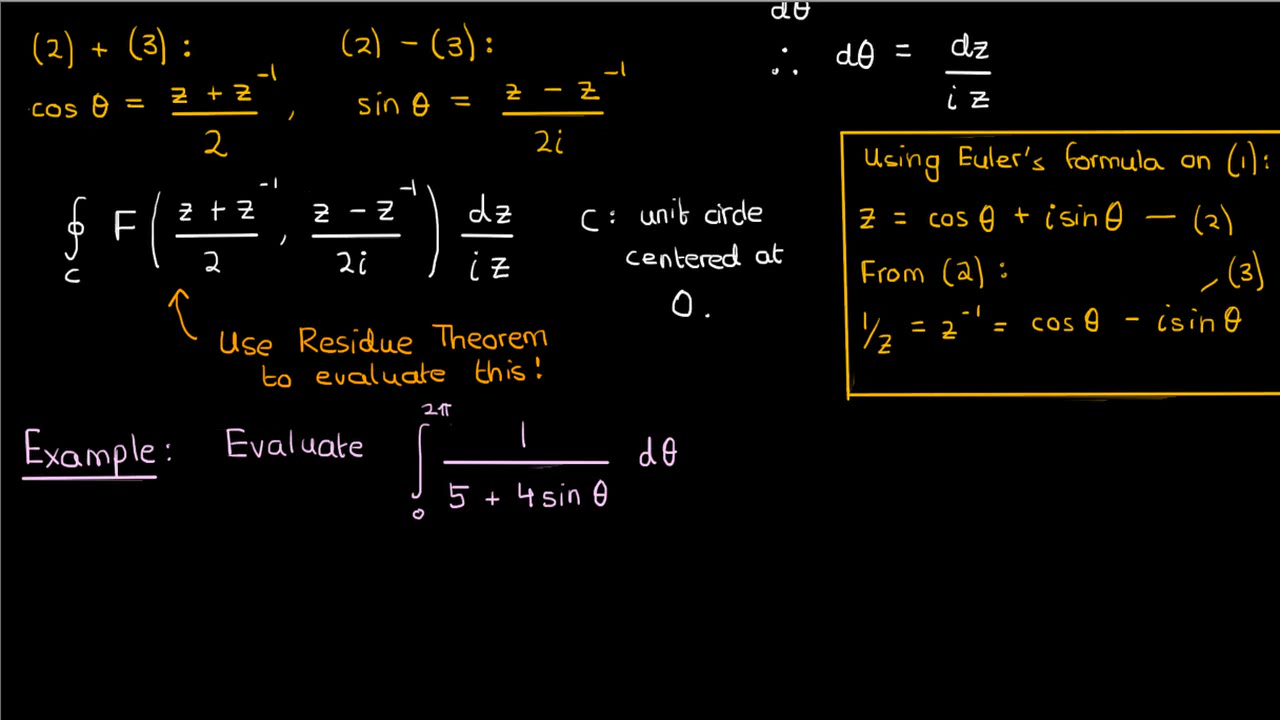 (2) + (3) :
(2) − (3) :
cos θ = (z + z⁻¹)/2 , sin θ = (z − z⁻¹)/2i
∮_C F( (z + z⁻¹)/2 , (z − z⁻¹)/2i ) dz/(i z)
C : unit circle
centered at
0 .
Use Residue Theorem
to evaluate this!
dθ
∴ dθ = dz/(i z)
Using Euler's formula on (1) :
z = cos θ + i sin θ — (2)
From (2) :
(3)
1/z = z⁻¹ = cos θ − i sin θ
Example : Evaluate ∫₀^2π 1/(5 + 4 sin θ) dθ